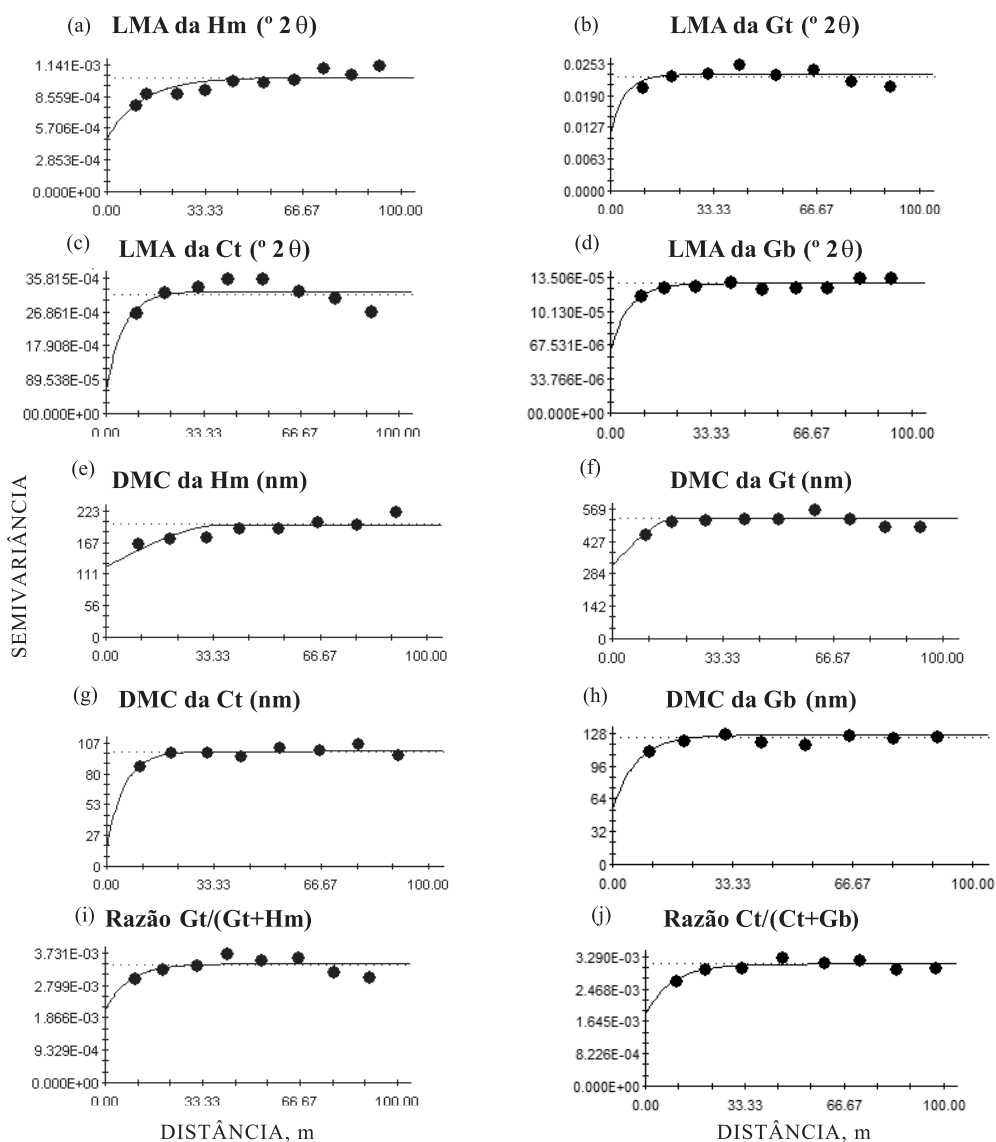 (a) LMA da Hm (º 2θ)
1.141E-03
8.559E-04
5.706E-04
2.853E-04
0.000E+00
0.00 33.33 66.67 100.00
(b) LMA da Gt (º 2θ)
0.0253
0.0190
0.0127
0.0063
0.0000
0.00 33.33 66.67 100.00
(c) LMA da Ct (º 2θ)
35.815E-04
26.861E-04
17.908E-04
89.538E-05
00.000E+00
0.00 33.33 66.67 100.00
(d) LMA da Gb (º 2θ)
13.506E-05
10.130E-05
67.531E-06
33.766E-06
00.000E+00
0.00 33.33 66.67 100.00
SEMIVARIÂNCIA
(e) DMC da Hm (nm)
223
167
111
56
0
0.00 33.33 66.67 100.00
(f) DMC da Gt (nm)
569
427
284
142
0
0.00 33.33 66.67 100.00
(g) DMC da Ct (nm)
107
80
53
27
0
0.00 33.33 66.67 100.00
(h) DMC da Gb (nm)
128
96
64
32
0
0.00 33.33 66.67 100.00
(i) Razão Gt/(Gt+Hm)
3.731E-03
2.799E-03
1.866E-03
9.329E-04
0.000E+00
0.00 33.33 66.67 100.00
DISTÂNCIA, m
(j) Razão Ct/(Ct+Gb)
3.290E-03
2.468E-03
1.645E-03
8.226E-04
0.000E+00
0.00 33.33 66.67 100.00
DISTÂNCIA, m